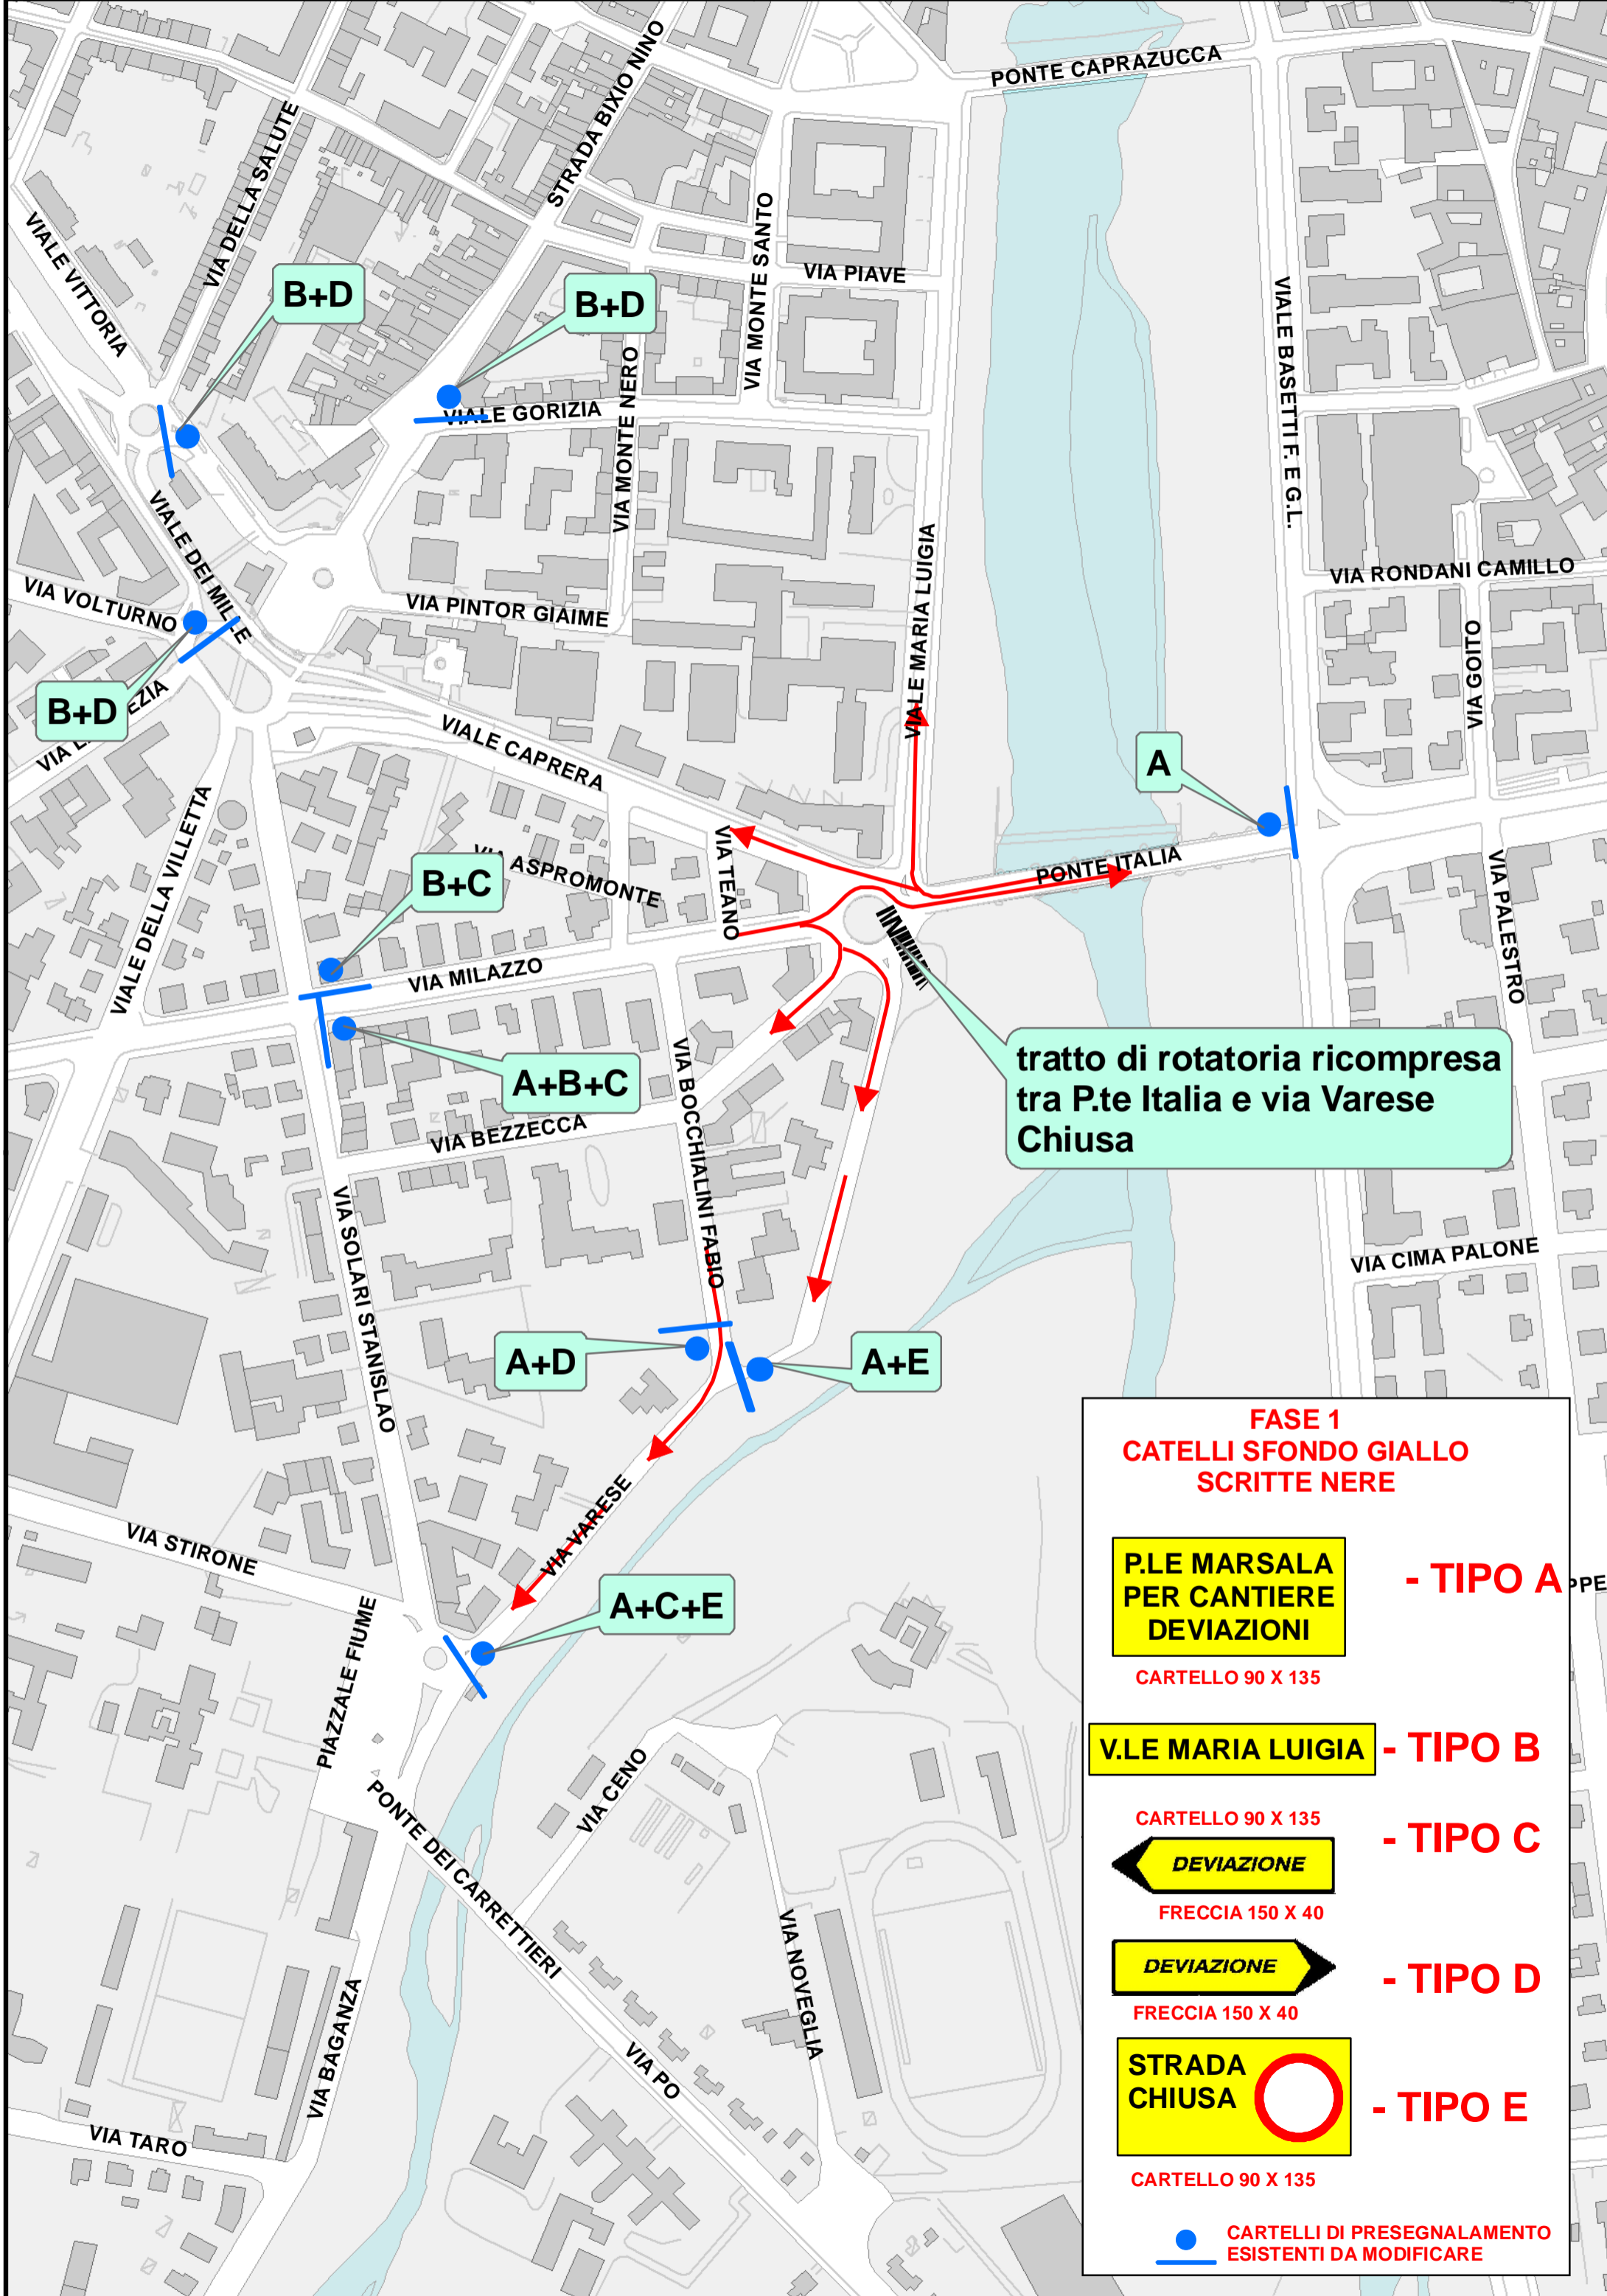 PONTE CAPRAZUCCA
STRADA BIXIO NINO
VIA DELLA SALUTE
VIALE VITTORIA
VIA MONTE SANTO
VIA PIAVE
B+D
B+D
VIALE BASETTI F. E G.L.
VIALE GORIZIA
VIA MONTE NERO
VIALE DEI MILLE
VIALE MARIA LUIGIA
VIA RONDANI CAMILLO
VIA VOLTURNO
VIA PINTOR GIAIME
VIA GOITO
B+D
VIA L
EZIA
VIALE CAPRERA
A
VIALE DELLA VILLETTA
VIA TEANO
VIA ASPROMONTE
B+C
PONTE ITALIA
VIA PALESTRO
VIA MILAZZO
A+B+C
VIA BOCCHIALINI FABIO
tratto di rotatoria ricompresa
tra P.te Italia e via Varese
Chiusa
VIA BEZZECCA
VIA SOLARI STANISLAO
VIA CIMA PALONE
A+D
A+E
VIA VARESE
VIA STIRONE
A+C+E
PIAZZALE FIUME
VIA CENO
PONTE DEI CARRETTIERI
VIA NOVEGLIA
VIA BAGANZA
VIA PO
VIA TARO
FASE 1
CATELLI SFONDO GIALLO
SCRITTE NERE
P.LE MARSALA
PER CANTIERE
DEVIAZIONI
- TIPO A
PPE
CARTELLO 90 X 135
V.LE MARIA LUIGIA
- TIPO B
CARTELLO 90 X 135
- TIPO C
DEVIAZIONE
FRECCIA 150 X 40
DEVIAZIONE
- TIPO D
FRECCIA 150 X 40
STRADA
CHIUSA
- TIPO E
CARTELLO 90 X 135
CARTELLI DI PRESEGNALAMENTO
ESISTENTI DA MODIFICARE